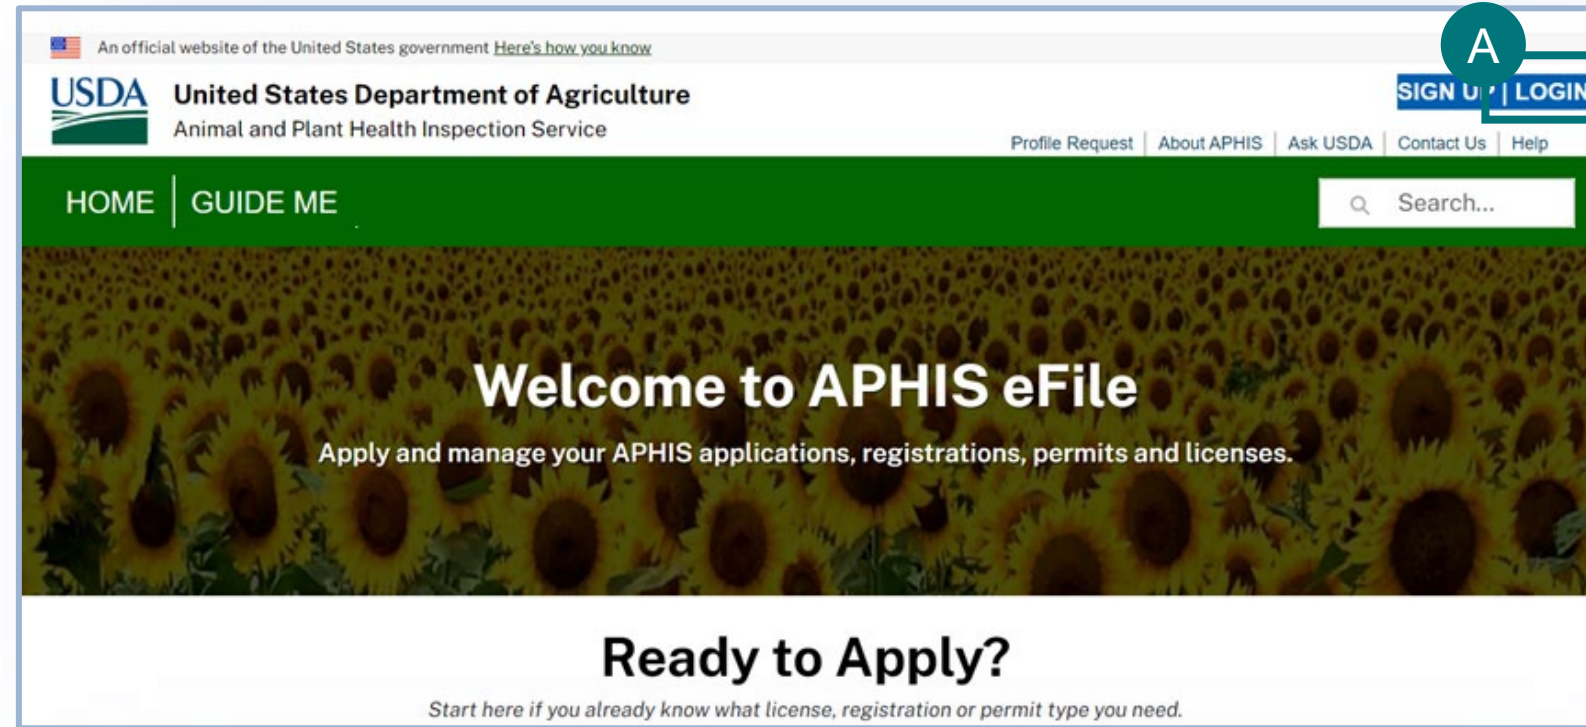 An official website of the United States government Here's how you know
A
USDA
United States Department of Agriculture
Animal and Plant Health Inspection Service
SIGN UP | LOGIN
Profile Request | About APHIS | Ask USDA | Contact Us | Help
HOME | GUIDE ME
Search...
Welcome to APHIS eFile
Apply and manage your APHIS applications, registrations, permits and licenses.
Ready to Apply?
Start here if you already know what license, registration or permit type you need.